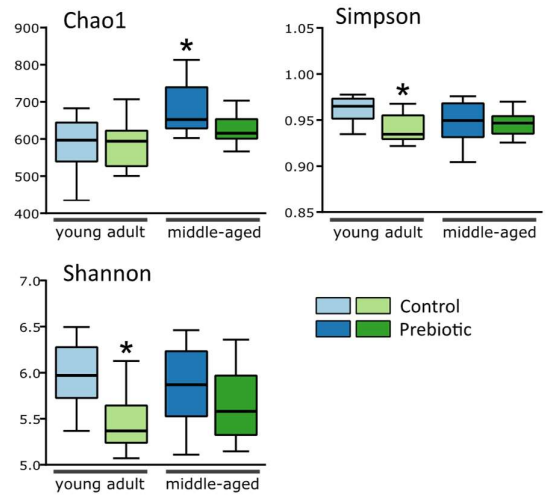 Chao1
900
800
700
600
500
400
*
young adult
middle-aged
Simpson
1.05
1.00
0.95
0.90
0.85
*
young adult
middle-aged
Shannon
7.0
6.5
6.0
5.5
5.0
*
young adult
middle-aged
Control
Prebiotic